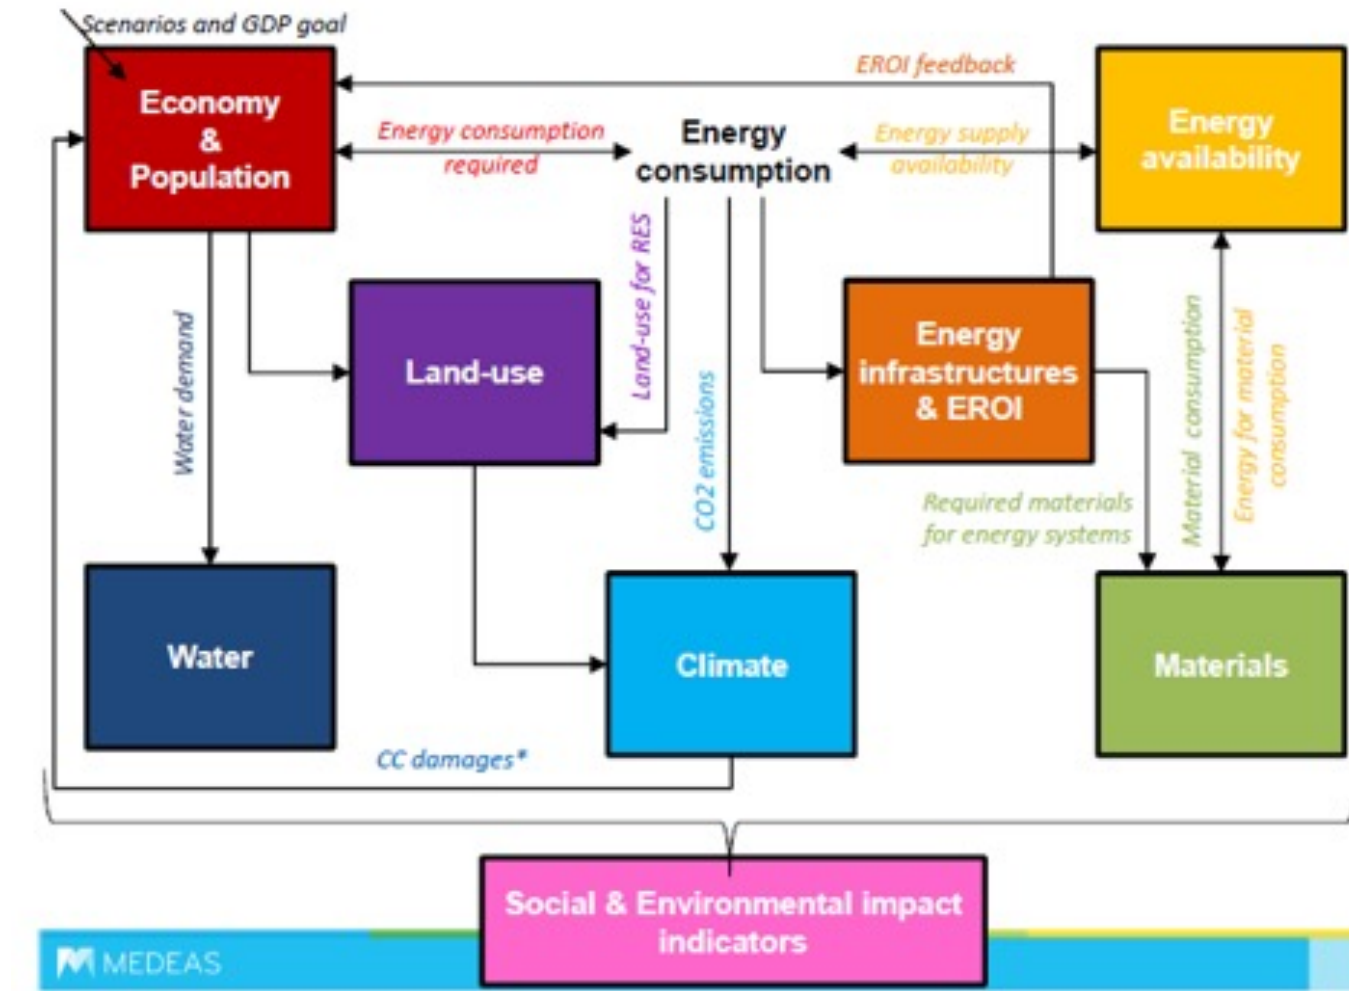 Scenarios and GDP goal
Economy
&
Population
EROI feedback
Energy consumption
required
Energy
consumption
Energy supply
availability
Energy
availability
Water demand
Land-use
Land-use for RES
CO2 emissions
Energy
infrastructures
& EROI
Material consumption
Energy for material
consumption
Required materials
for energy systems
Water
Climate
Materials
CC damages*
Social & Environmental impact
indicators
MEDEAS